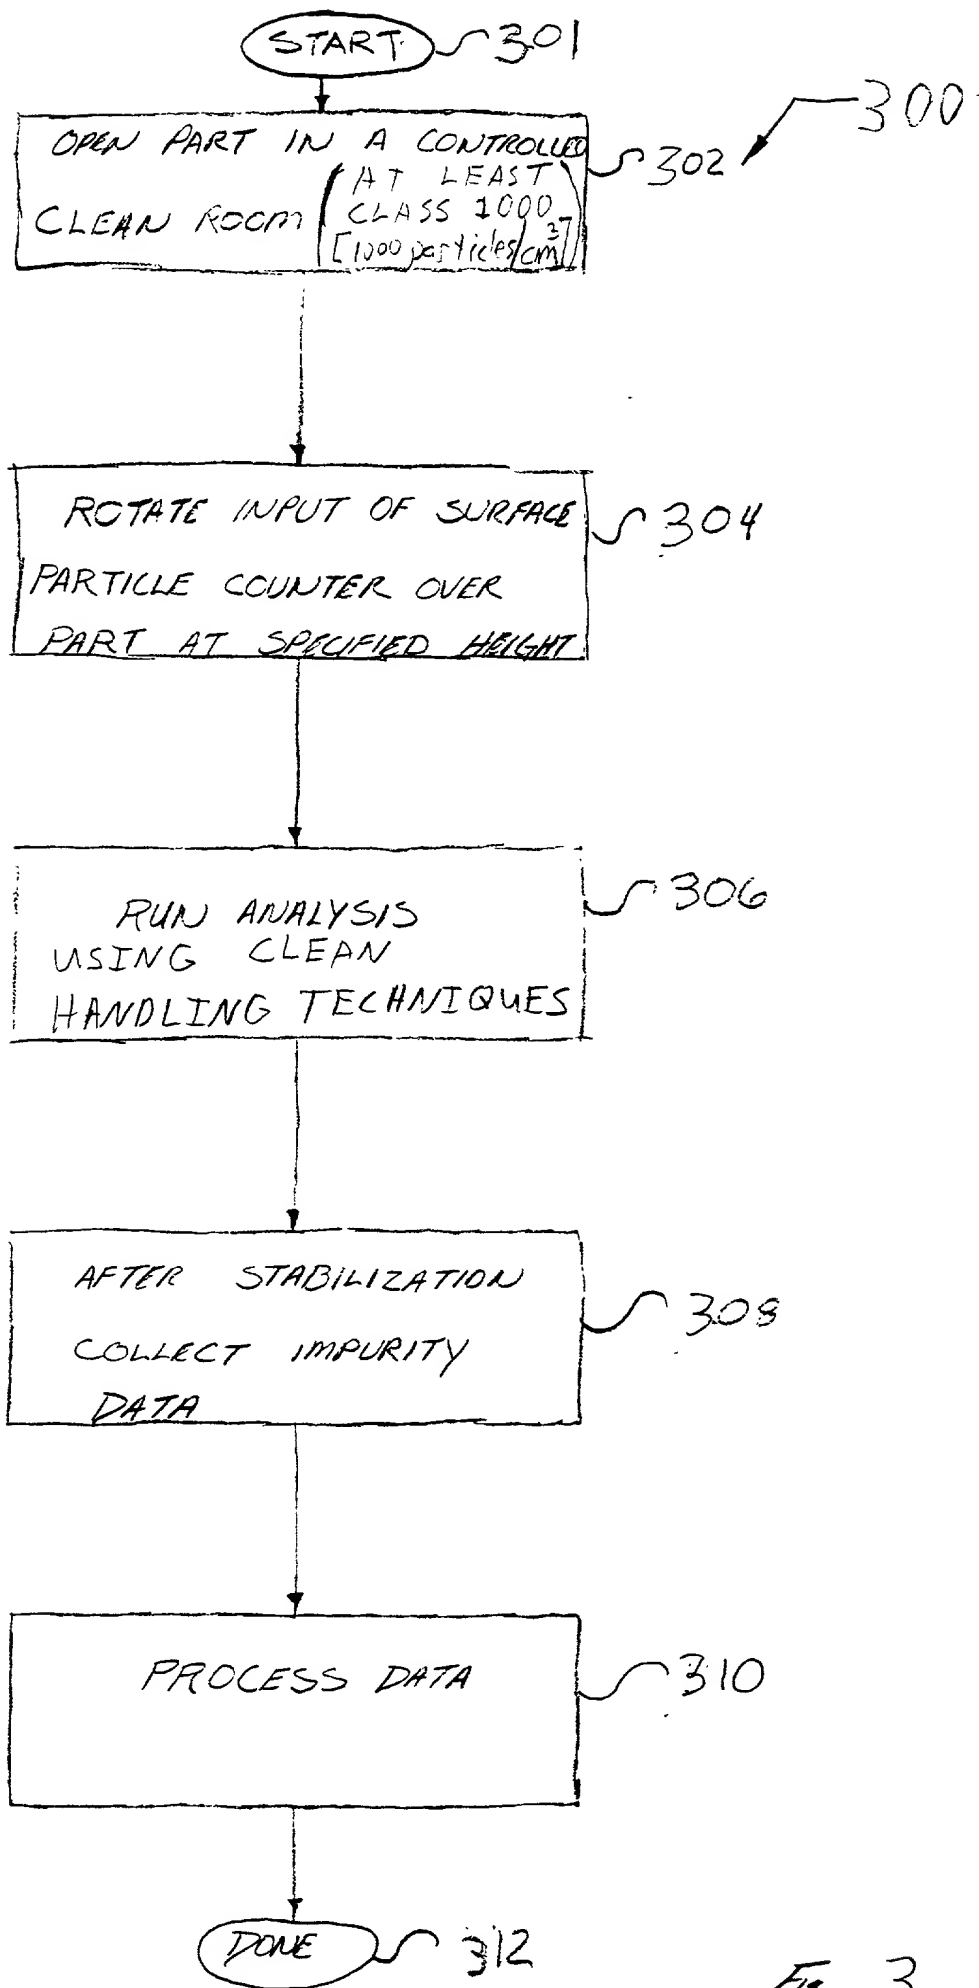 START 301
300
OPEN PART IN A CONTROLLED 302
CLEAN ROOM (AT LEAST
CLASS 1000
[1000 particles/cm³])
ROTATE INPUT OF SURFACE 304
PARTICLE COUNTER OVER
PART AT SPECIFIED HEIGHT
RUN ANALYSIS 306
USING CLEAN
HANDLING TECHNIQUES
AFTER STABILIZATION 308
COLLECT IMPURITY
DATA
PROCESS DATA 310
DONE 312
Fig 3